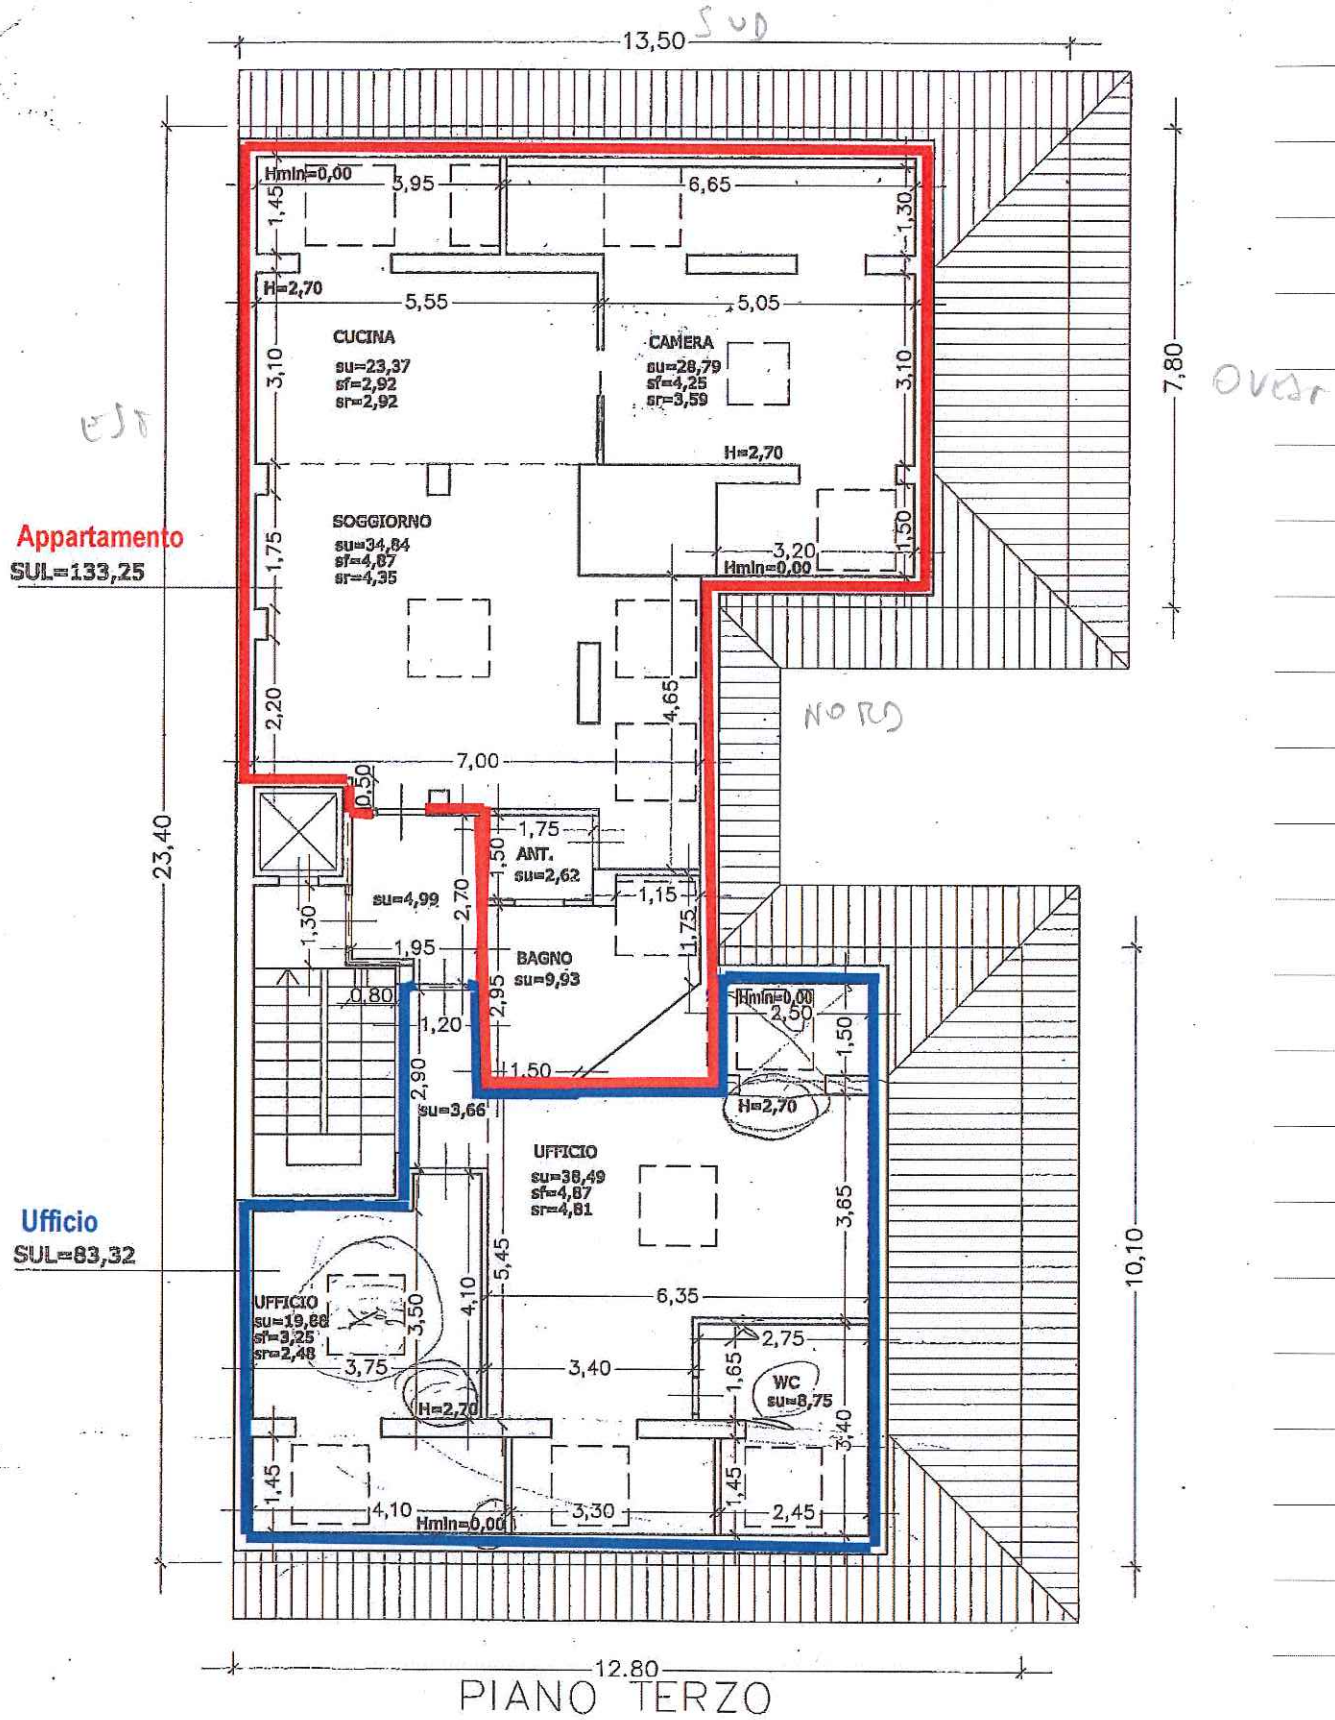 SUD
13,50
Hmin=0,00
3,95
6,65
1,45
1,30
H=2,70
5,55
5,05
CUCINA
su=23,37
sf=2,92
sr=2,92
CAMERA
su=28,79
sf=4,25
sr=3,59
3,10
3,10
7,80
OVEST
EST
H=2,70
SOGGIORNO
su=34,84
sf=4,87
sr=4,35
Appartamento
SUL=133,25
1,75
1,50
3,20
Hmin=0,00
2,20
4,65
NORD
7,00
0,50
23,40
1,75
ANT.
su=2,62
1,50
su=4,99
2,70
1,15
1,75
1,30
1,95
BAGNO
su=9,93
2,95
0,80
1,20
Hmin=0,00
2,50
1,50
2,90
1,50
su=3,66
H=2,70
UFFICIO
su=38,49
sf=4,87
sr=4,81
3,65
Ufficio
SUL=83,32
5,45
10,10
UFFICIO
su=19,68
sf=3,25
sr=2,48
3,50
4,10
6,35
3,75
3,40
2,75
1,65
WC
su=8,75
H=2,70
3,40
1,45
1,45
4,10
3,30
2,45
Hmin=0,00
12.80
PIANO TERZO